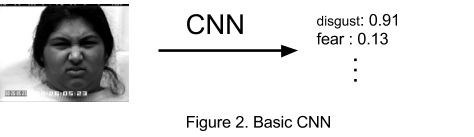 CNN
disgust: 0.91
fear : 0.13
Figure 2. Basic CNN